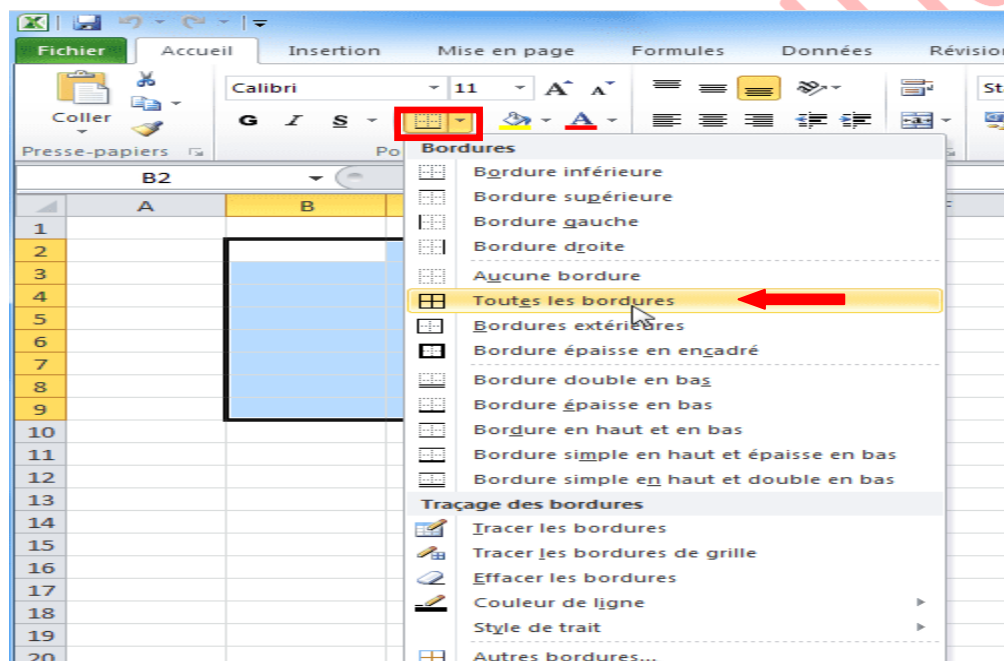 Fichier Accueil Insertion Mise en page Formules Données Révision
Calibri 11 A A St
Coller G I S A
Presse-papiers Po
B2
A B
Bordures
Bordure inférieure
Bordure supérieure
Bordure gauche
Bordure droite
Aucune bordure
Toutes les bordures
Bordures extérieures
Bordure épaisse en encadré
Bordure double en bas
Bordure épaisse en bas
Bordure en haut et en bas
Bordure simple en haut et épaisse en bas
Bordure simple en haut et double en bas
Traçage des bordures
Tracer les bordures
Tracer les bordures de grille
Effacer les bordures
Couleur de ligne
Style de trait
Autres bordures...
1
2
3
4
5
6
7
8
9
10
11
12
13
14
15
16
17
18
19
20